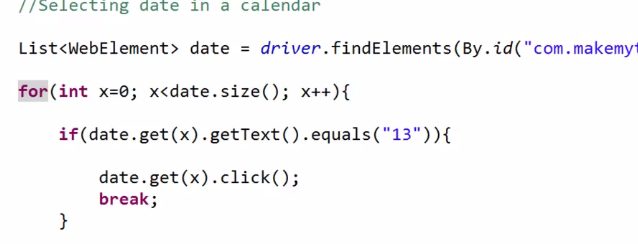 //Selecting date in a calendar
List<WebElement> date = driver.findElements(By.id("com.makemyt
for(int x=0; x<date.size(); x++){
if(date.get(x).getText().equals("13")){
date.get(x).click();
break;
}